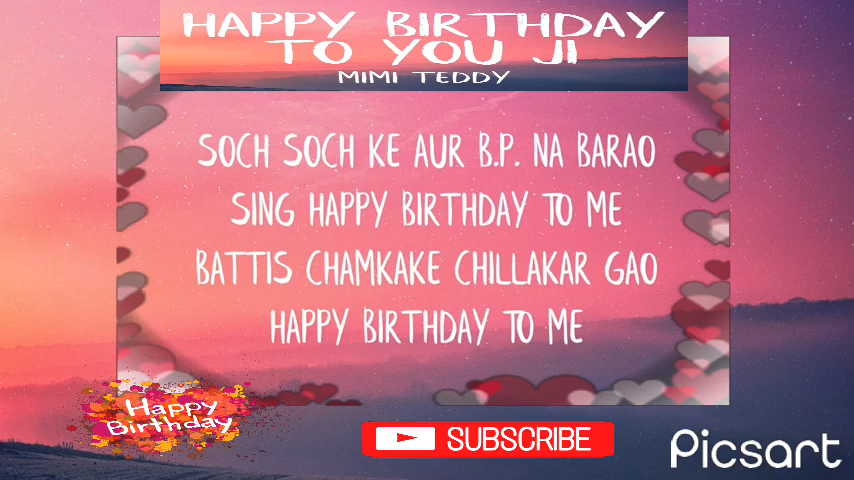 HAPPY BIRTHDAY
TO YOU JI
MIMI TEDDY
SOCH SOCH KE AUR B.P. NA BARAO
SING HAPPY BIRTHDAY TO ME
BATTIS CHAMKAKE CHILLAKAR GAO
HAPPY BIRTHDAY TO ME
Happy
Birthday
SUBSCRIBE
Picsart